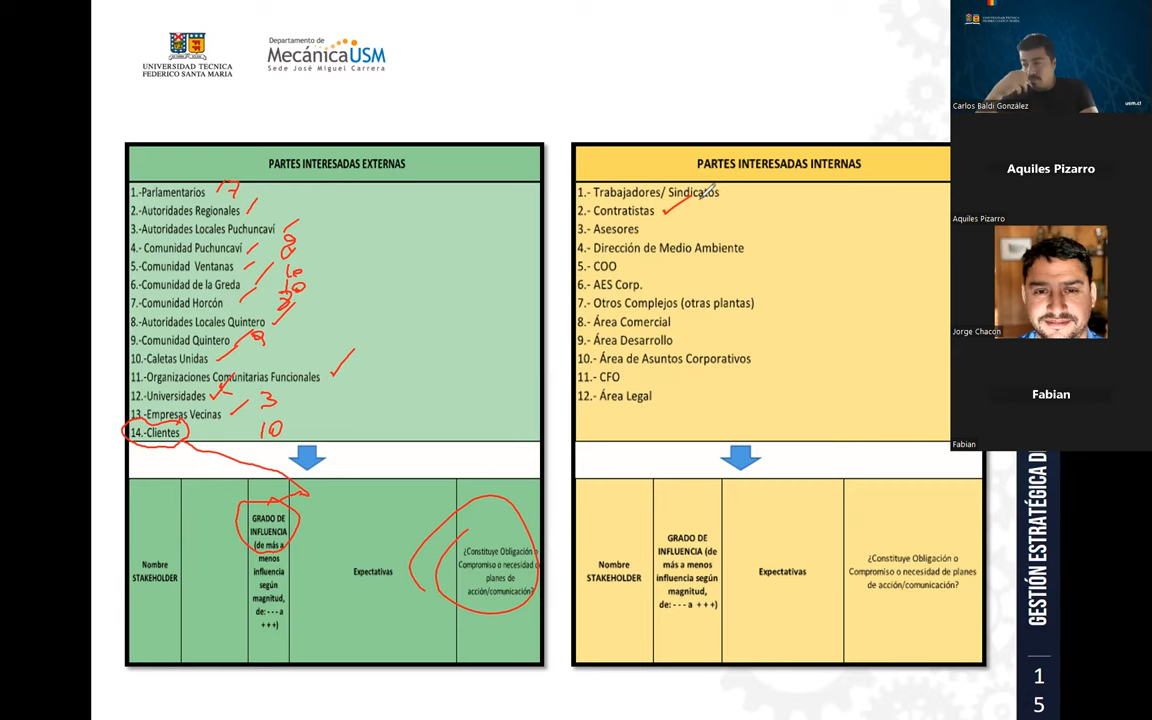 UNIVERSIDAD TECNICA
FEDERICO SANTA MARIA
Departamento de
MecánicaUSM
Sede José Miguel Carrera
PARTES INTERESADAS EXTERNAS
1.-Parlamentarios 7
2.-Autoridades Regionales
3.-Autoridades Locales Puchuncaví
4.- Comunidad Puchuncaví
5.-Comunidad Ventanas
6.-Comunidad de la Greda
7.-Comunidad Horcón
8.-Autoridades Locales Quintero
9.-Comunidad Quintero
10.-Caletas Unidas
11.-Organizaciones Comunitarias Funcionales
12.-Universidades
13.-Empresas Vecinas 3
14.-Clientes 10
Nombre
STAKEHOLDER
GRADO DE
INFLUENCIA
(de más a
menos
influencia
según
magnitud,
de: - - - a
+ + +)
Expectativas
¿Constituye Obligación o
Compromiso o necesidad de
planes de
acción/comunicación?
PARTES INTERESADAS INTERNAS
1.- Trabajadores/ Sindicatos
2.- Contratistas
3.- Asesores
4.- Dirección de Medio Ambiente
5.- COO
6.- AES Corp.
7.- Otros Complejos (otras plantas)
8.- Área Comercial
9.- Área Desarrollo
10.- Área de Asuntos Corporativos
11.- CFO
12.- Área Legal
Nombre
STAKEHOLDER
GRADO DE
INFLUENCIA (de
más a menos
influencia según
magnitud,
de: - - - a + + +)
Expectativas
¿Constituye Obligación o
Compromiso o necesidad de planes
de acción/comunicación?
GESTIÓN ESTRATÉGICA D
1
5
usm.cl
Carlos Baldi González
Aquiles Pizarro
Aquiles Pizarro
Jorge Chacon
Fabian
Fabian